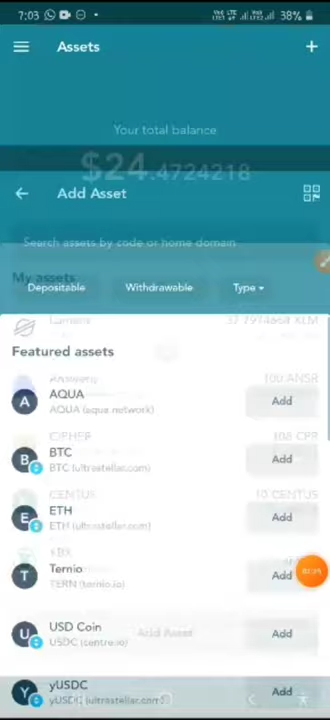 7:03
38%
Assets
Your total balance
$24.4724218
Add Asset
Search assets by code or home domain
My assets
Depositable
Withdrawable
Type
Lumens
37.7914664 XLM
Featured assets
100 ANSR
AQUA
AQUA (aqua.network)
Add
CIPHER
108 CPR
BTC
BTC (ultrastellar.com)
Add
CENTUS
10 CENTUS
ETH
ETH (ultrastellar.com)
Add
XBX
Ternio
TERN (ternio.io)
Add
USD Coin
USDC (centre.io)
Add Asset
Add
yUSDC
yUSDC (ultrastellar.com)
Add